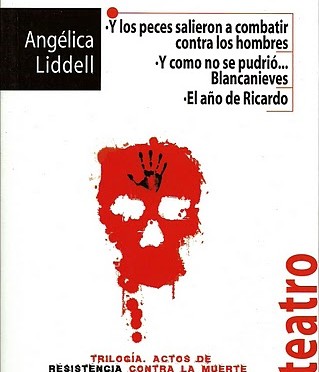 Angélica
Liddell
·Y los peces salieron a combatir
contra los hombres
·Y como no se pudrió...
Blancanieves
·El año de Ricardo
teatro
TRILOGÍA. ACTOS DE
RESISTENCIA CONTRA LA MUERTE